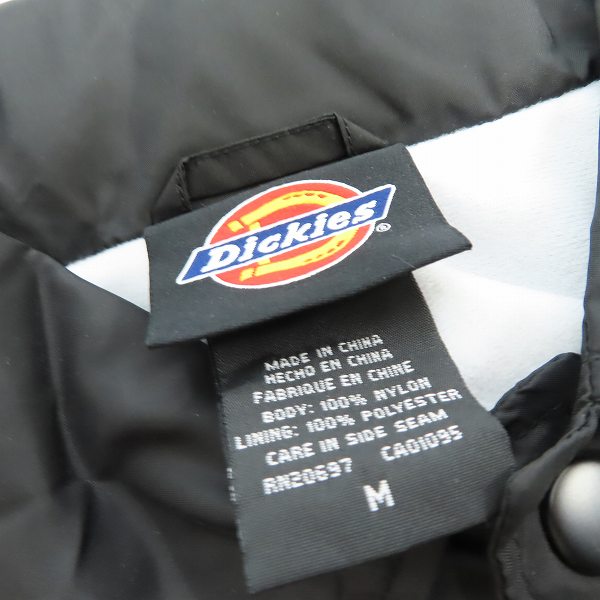 Dickies
®
MADE IN CHINA
HECHO EN CHINA
FABRIQUE EN CHINE
BODY: 100% NYLON
LINING: 100% POLYESTER
CARE IN SIDE SEAM
RN20697 CA01095
M